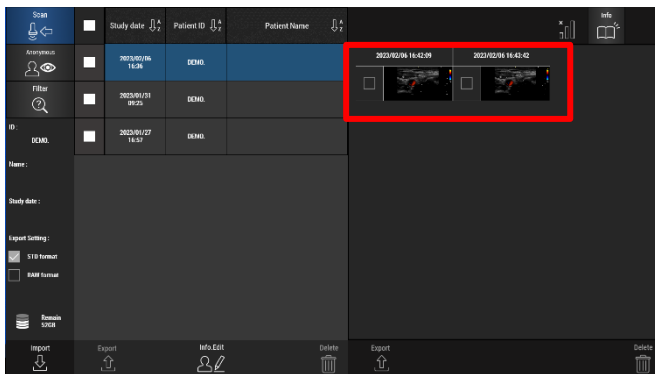 Scan
Study date
Patient ID
Patient Name
Info
Anonymous
2023/02/06
16:36
DEMO.
2023/02/06 16:42:09
2023/02/06 16:43:42
Filter
2023/01/31
09:25
DEMO.
ID :
DEMO.
2023/01/27
16:57
DEMO.
Name :
Study date :
Export Setting :
STD format
RAW format
Remain
52GB
Import
Export
Info.Edit
Delete
Export
Delete